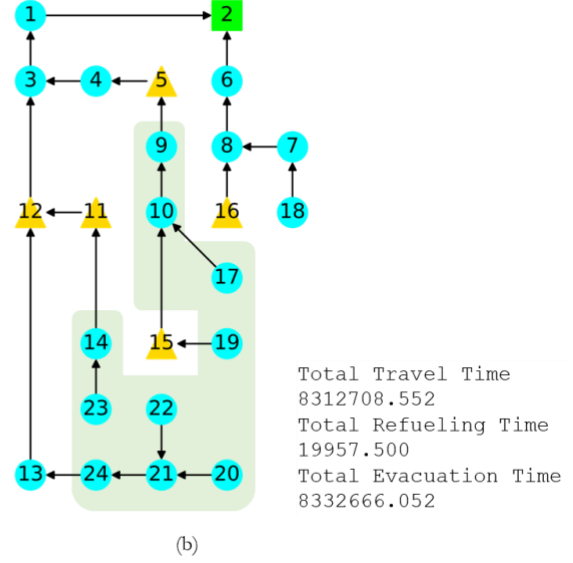 1 2
3 4 5 6
9 8 7
12 11 10 16 18
17
14 15 19
23 22
13 24 21 20
Total Travel Time
8312708.552
Total Refueling Time
19957.500
Total Evacuation Time
8332666.052
(b)